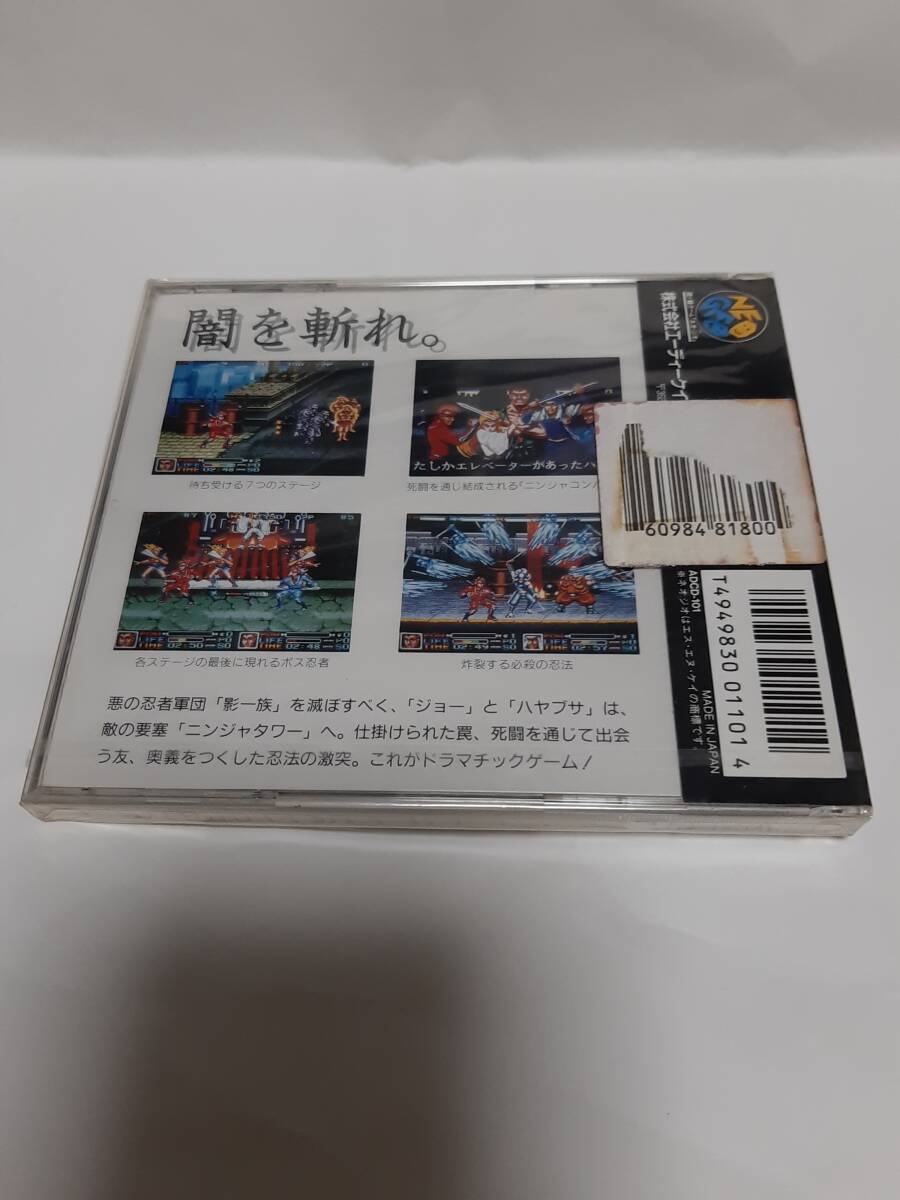 闇を斬れ。
待ち受ける7つのステージ
たしかエレベーターがあったハ
死闘を通じ結成される「ニンジャコンバ
各ステージの最後に現れるボス忍者
炸裂する必殺の忍法
悪の忍者軍団「影一族」を滅ぼすべく、「ジョー」と「ハヤブサ」は、
敵の要塞「ニンジャタワー」へ。仕掛けられた罠、死闘を通じて出会
う友、奥義をつくした忍法の激突。これがドラマチックゲーム!
NEO
GEO
株式会社エーディーケイ
60984 81800
ADCD-101
※ネオジオはエス・エヌ・ケイの商標です。
MADE IN JAPAN
T4949830 01101 4